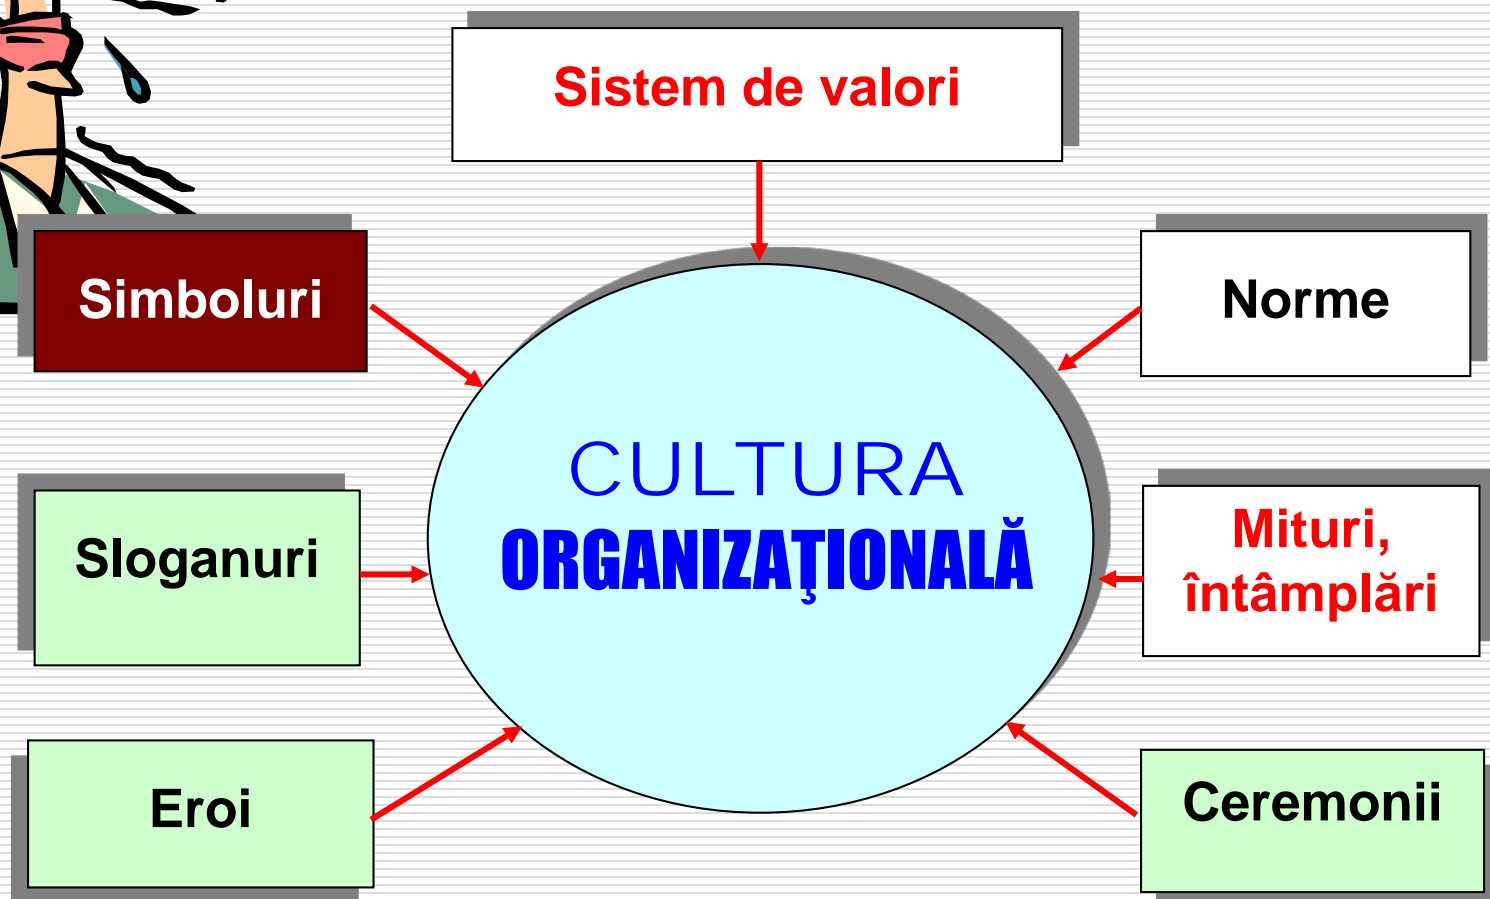 Sistem de valori
Simboluri
Norme
CULTURA
ORGANIZAŢIONALĂ
Sloganuri
Mituri,
întâmplări
Eroi
Ceremonii